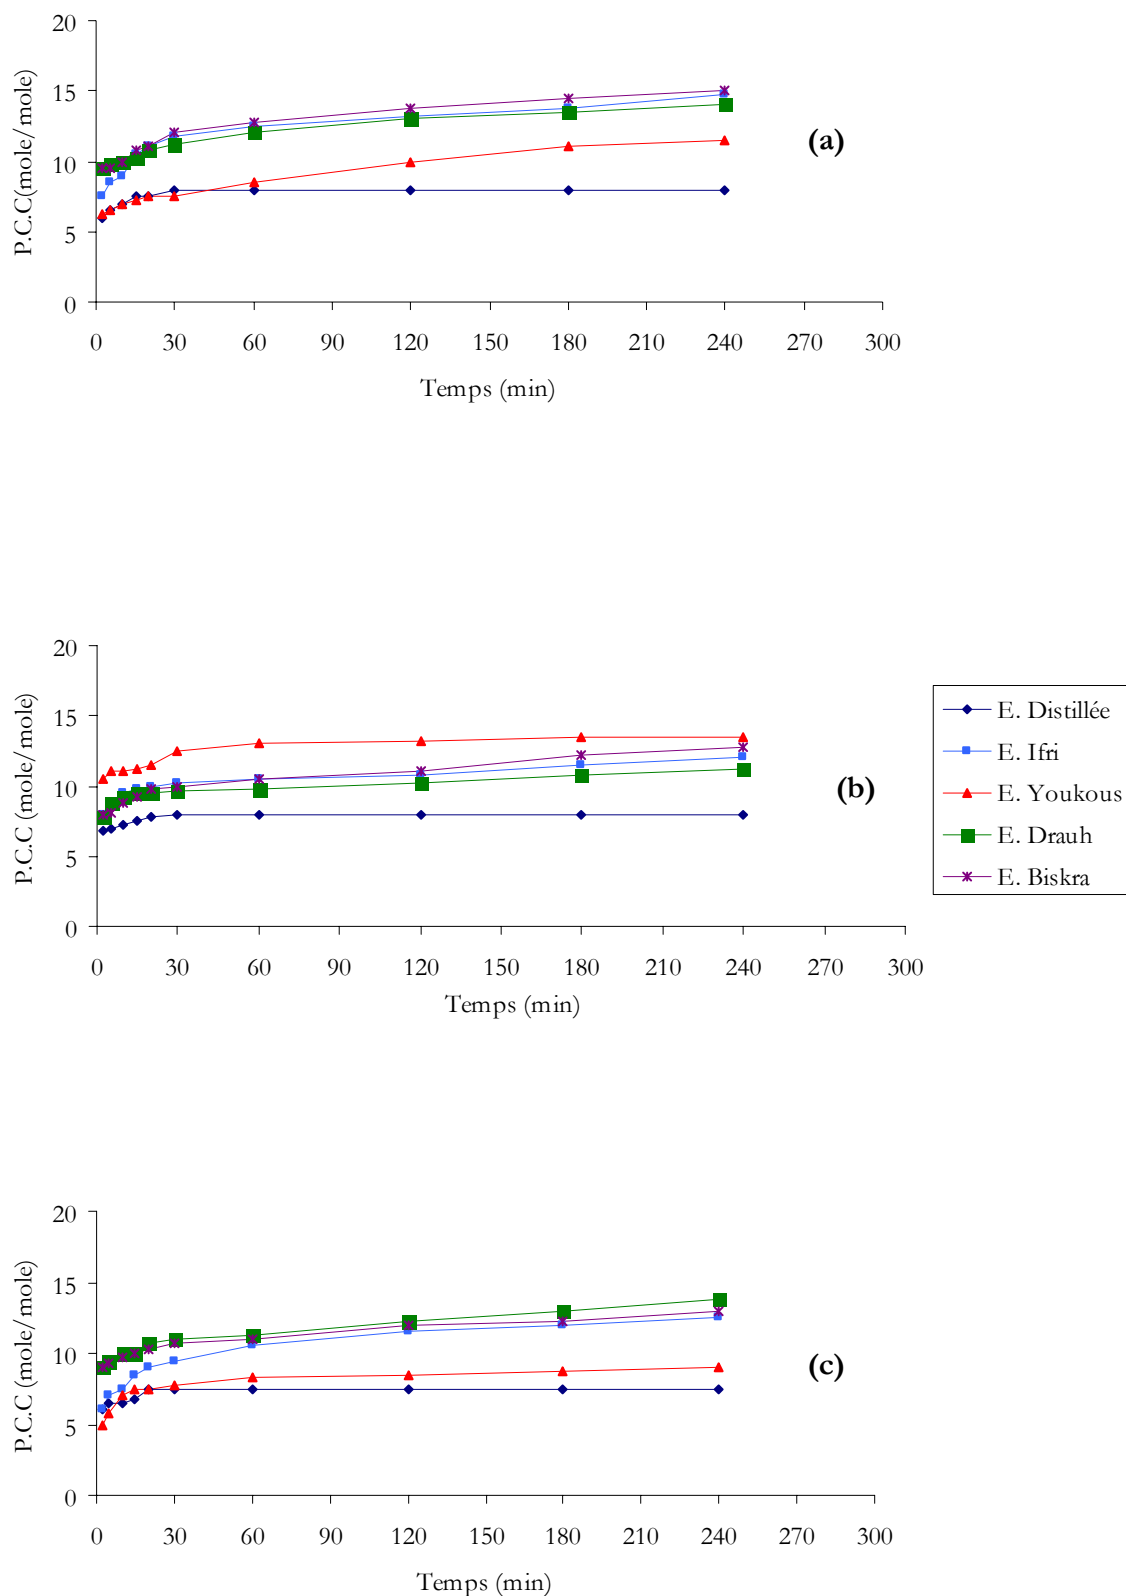 20
15
10
5
0
P.C.C(mole/mole)
(a)
0 30 60 90 120 150 180 210 240 270 300
Temps (min)
20
15
10
5
0
P.C.C (mole/mole)
(b)
E. Distillée
E. Ifri
E. Youkous
E. Drauh
E. Biskra
0 30 60 90 120 150 180 210 240 270 300
Temps (min)
20
15
10
5
0
P.C.C (mole/mole)
(c)
0 30 60 90 120 150 180 210 240 270 300
Temps (min)